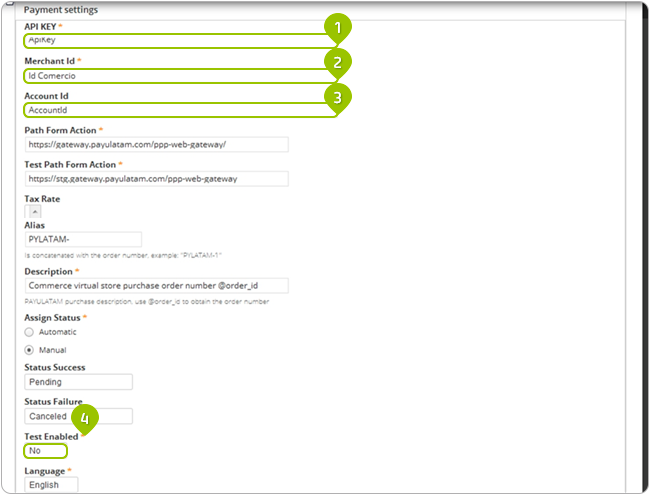 Payment settings
API KEY *
ApiKey
1
Merchant Id *
2
Id Comercio
Account Id
3
AccountId
Path Form Action *
https://gateway.payulatam.com/ppp-web-gateway/
Test Path Form Action *
https://stg.gateway.payulatam.com/ppp-web-gateway
Tax Rate
Alias
PYLATAM-
Is concatenated with the order number, example: "PYLATAM-1"
Description *
Commerce virtual store purchase order number @order_id
PAYULATAM purchase description, use @order_id to obtain the order number
Assign Status *
Automatic
Manual
Status Success
Pending
Status Failure
Canceled
4
Test Enabled *
No
Language *
English